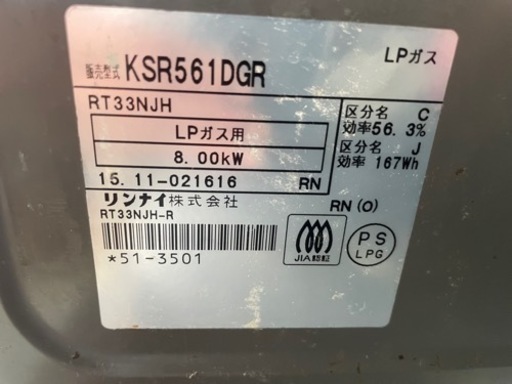 販売型式 KSR561DGR LPガス
RT33NJH
LPガス用
8.00kW
15.11-021616 RN
区分名 C
効率56.3%
区分名 J
効率 167Wh
リンナイ株式会社
RN(O)
RT33NJH-R
*51-3501
JIA認証
PS
LPG